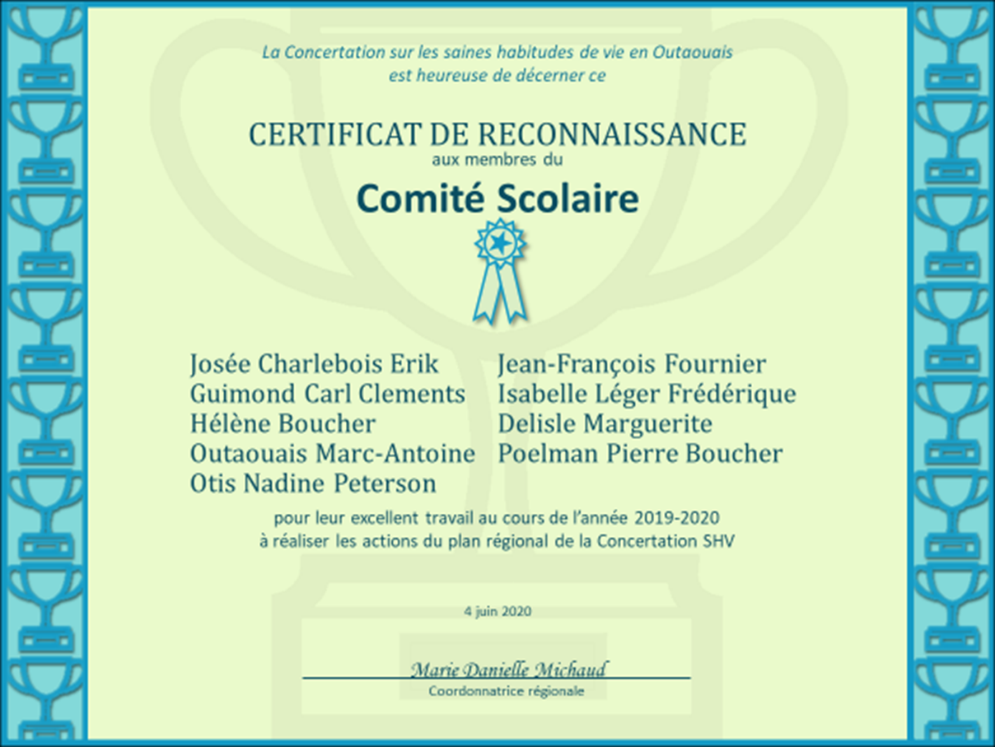 La Concertation sur les saines habitudes de vie en Outaouais
est heureuse de décerner ce
CERTIFICAT DE RECONNAISSANCE
aux membres du
Comité Scolaire
Josée Charlebois Erik
Guimond Carl Clements
Hélène Boucher
Outaouais Marc-Antoine
Otis Nadine Peterson
Jean-François Fournier
Isabelle Léger Frédérique
Delisle Marguerite
Poelman Pierre Boucher
pour leur excellent travail au cours de l'année 2019-2020
à réaliser les actions du plan régional de la Concertation SHV
4 juin 2020
Marie Danielle Michaud
Coordonnatrice régionale